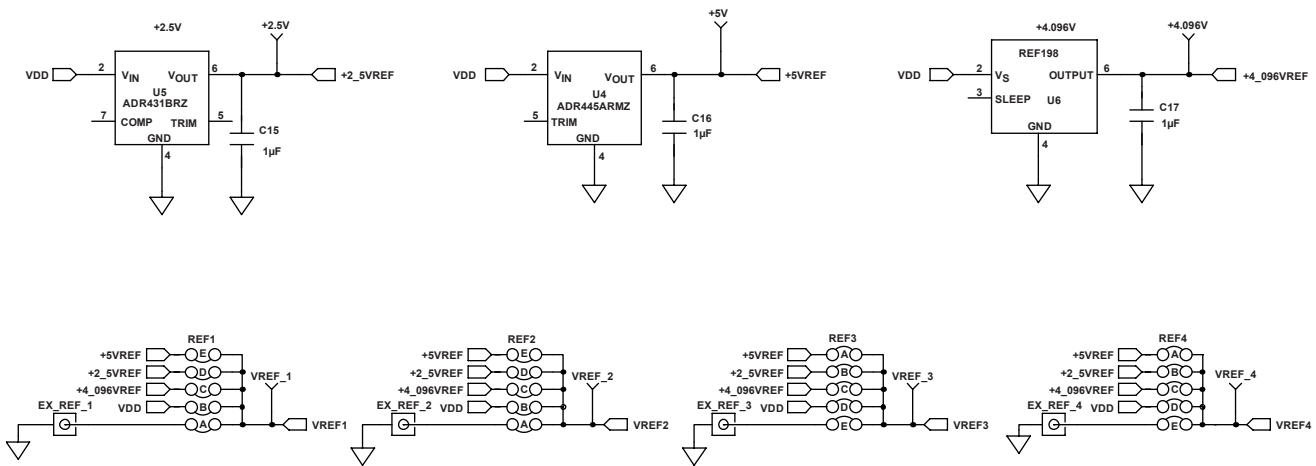 +2.5V
+2.5V
VDD
2
VIN
VOUT
6
+2_5VREF
U5
ADR431BRZ
7
COMP
TRIM
5
GND
4
C15
1µF
+5V
VDD
2
VIN
VOUT
6
+5VREF
U4
ADR445ARMZ
5
TRIM
GND
4
C16
1µF
+4.096V
+4.096V
REF198
VDD
2
VS
OUTPUT
6
+4_096VREF
3
SLEEP
U6
GND
4
C17
1µF
REF1
+5VREF
E
+2_5VREF
D
+4_096VREF
C
VREF_1
EX_REF_1
VDD
B
A
VREF1
REF2
+5VREF
E
+2_5VREF
D
+4_096VREF
C
VREF_2
EX_REF_2
VDD
B
A
VREF2
REF3
+5VREF
A
+2_5VREF
B
+4_096VREF
C
VREF_3
EX_REF_3
VDD
D
E
VREF3
REF4
+5VREF
A
+2_5VREF
B
+4_096VREF
C
VREF_4
EX_REF_4
VDD
D
E
VREF4